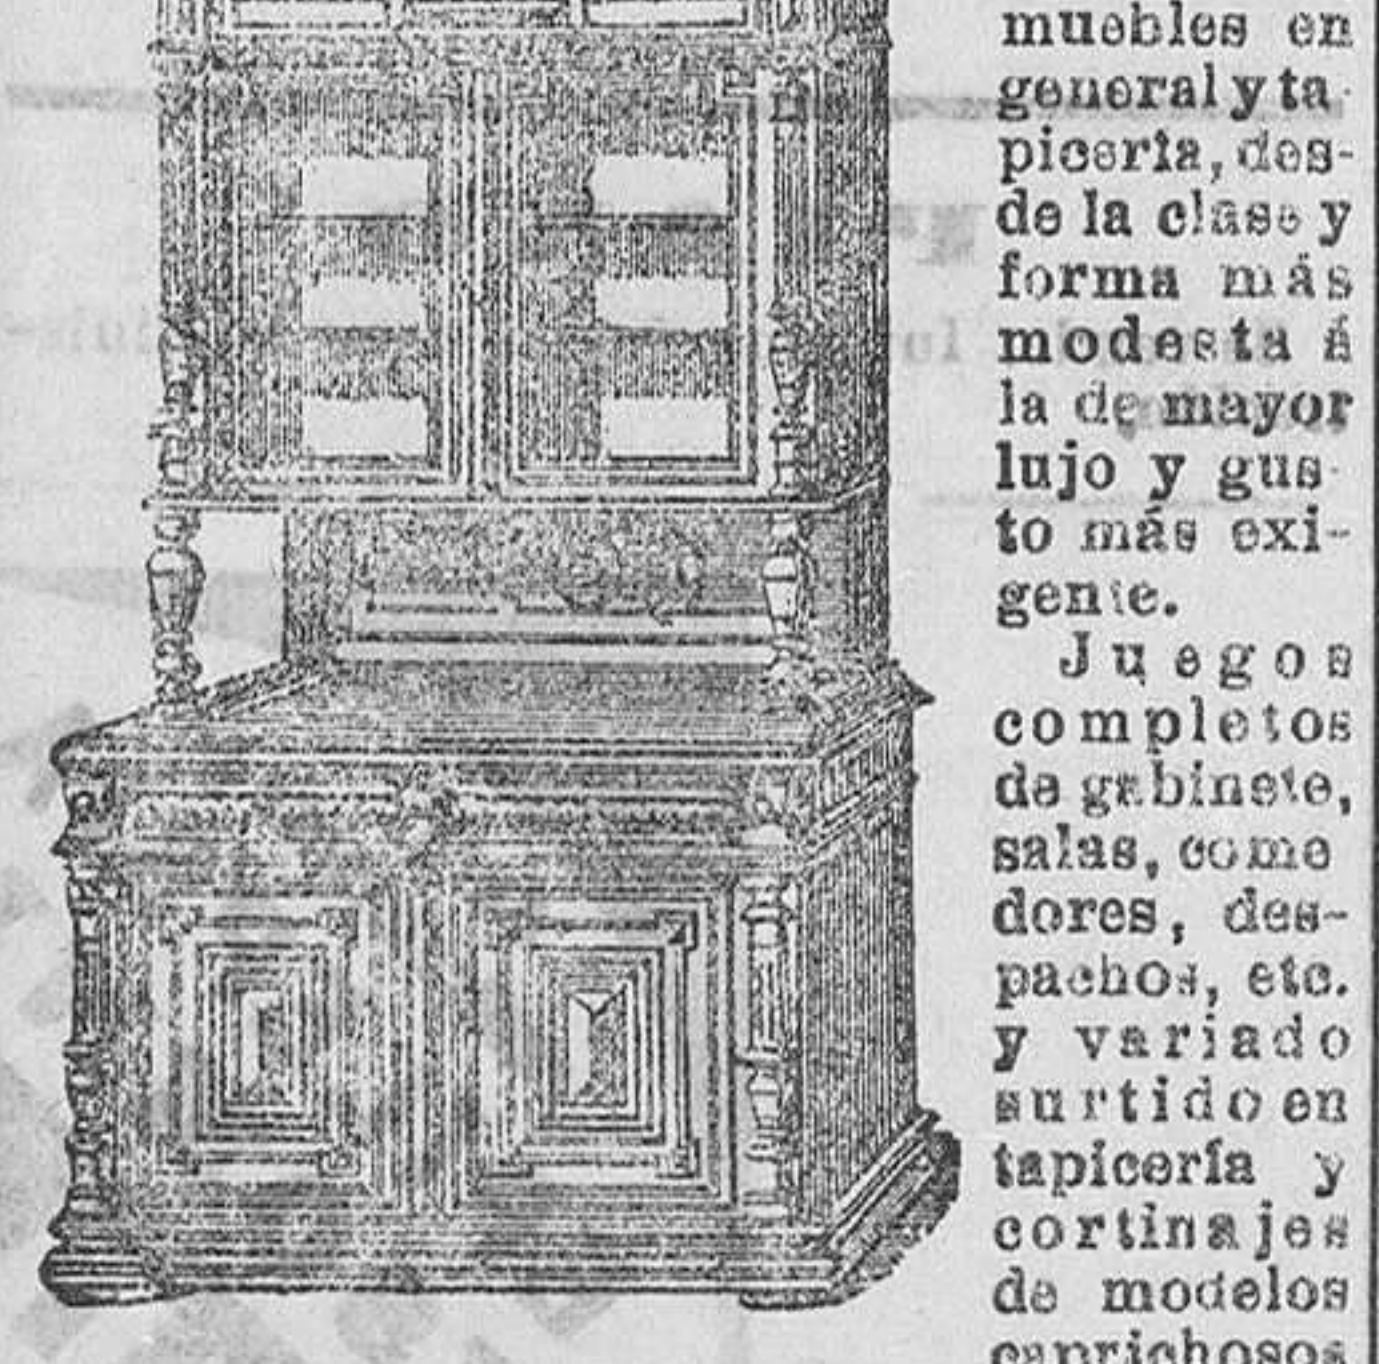 muebles en
general y ta
picería, des-
de la clase y
forma más
modesta á
la de mayor
lujo y gus-
to más exi-
gente.
Juegos
completos
de gabinete,
salas, come
dores, des-
pachos, etc.
y variado
surtido en
tapicería y
cortinajes
de modelos
caprichosos